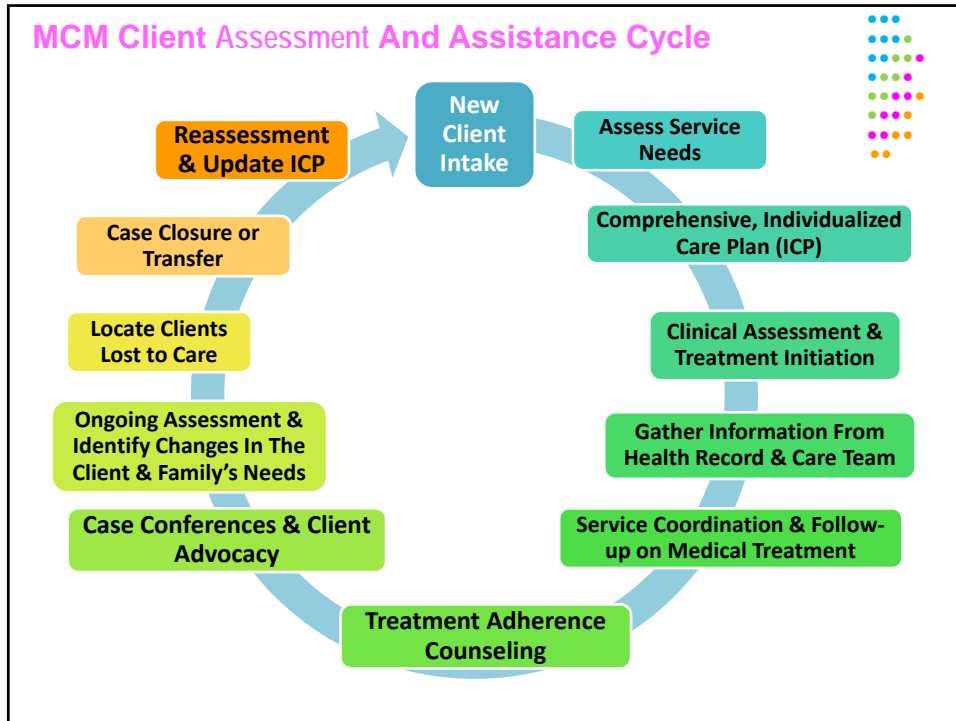 MCM Client Assessment And Assistance Cycle
New
Client
Intake
Assess Service
Needs
Comprehensive, Individualized
Care Plan (ICP)
Clinical Assessment &
Treatment Initiation
Gather Information From
Health Record & Care Team
Service Coordination & Follow-
up on Medical Treatment
Treatment Adherence
Counseling
Case Conferences & Client
Advocacy
Ongoing Assessment &
Identify Changes In The
Client & Family’s Needs
Locate Clients
Lost to Care
Case Closure or
Transfer
Reassessment
& Update ICP